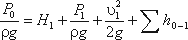 P₀/ρg = H₁ + P₁/ρg + υ₁²/2g + ∑ h₀₋₁